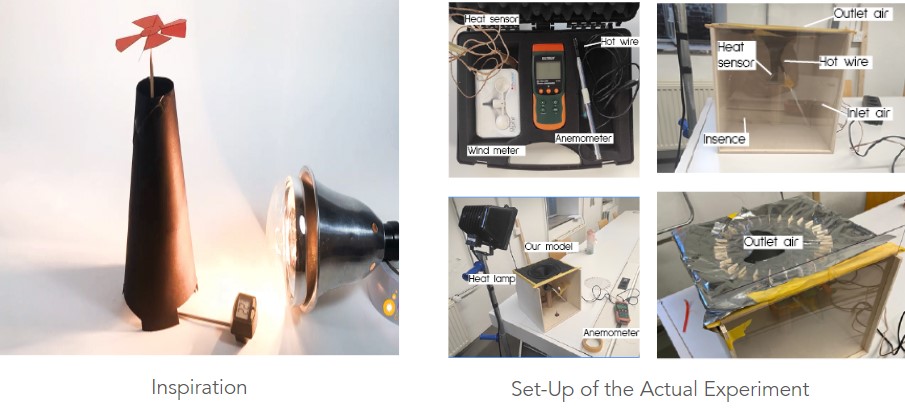 Heat sensor
Hot wire
Wind meter
Anemometer
Outlet air
Heat
sensor
Hot wire
Inlet air
Insence
Our model
Heat lamp
Anemometer
Outlet air
Inspiration
Set-Up of the Actual Experiment